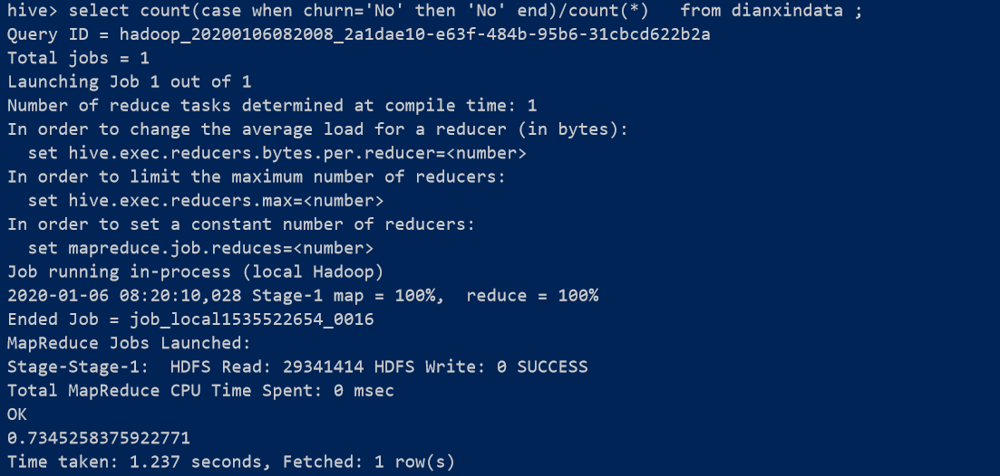 hive> select count(case when churn='No' then 'No' end)/count(*)   from dianxindata ;
Query ID = hadoop_20200106082008_2a1dae10-e63f-484b-95b6-31cbcd622b2a
Total jobs = 1
Launching Job 1 out of 1
Number of reduce tasks determined at compile time: 1
In order to change the average load for a reducer (in bytes):
  set hive.exec.reducers.bytes.per.reducer=<number>
In order to limit the maximum number of reducers:
  set hive.exec.reducers.max=<number>
In order to set a constant number of reducers:
  set mapreduce.job.reduces=<number>
Job running in-process (local Hadoop)
2020-01-06 08:20:10,028 Stage-1 map = 100%,  reduce = 100%
Ended Job = job_local1535522654_0016
MapReduce Jobs Launched:
Stage-Stage-1:  HDFS Read: 29341414 HDFS Write: 0 SUCCESS
Total MapReduce CPU Time Spent: 0 msec
OK
0.7345258375922771
Time taken: 1.237 seconds, Fetched: 1 row(s)